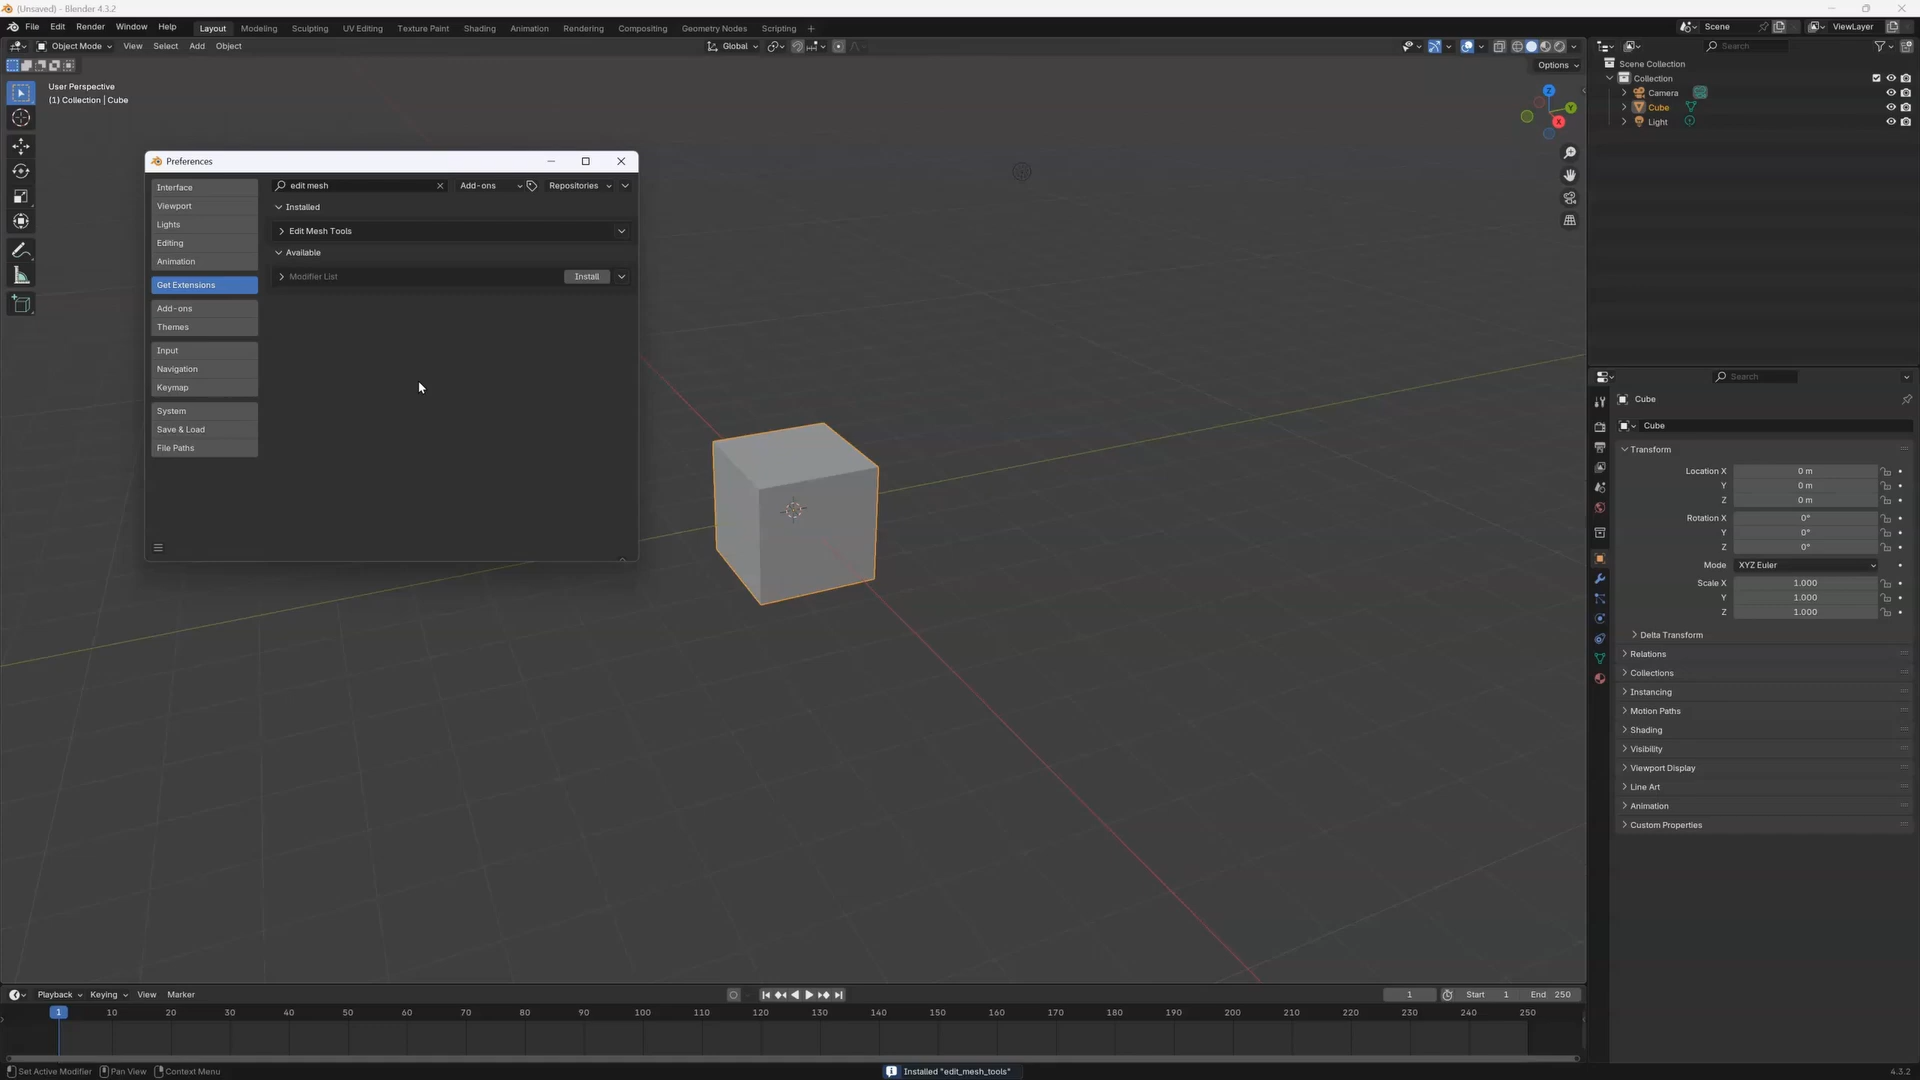 (Unsaved) - Blender 4.3.2
File Edit Render Window Help Layout Modeling Sculpting UV Editing Texture Paint Shading Animation Rendering Compositing Geometry Nodes Scripting + Scene ViewLayer
Object Mode View Select Add Object Global Search
Options
User Perspective
(1) Collection | Cube
Scene Collection
Collection
Camera
Cube
Light
Z
Y
X
Preferences
Interface
Viewport
Lights
Editing
Animation
Get Extensions
Add-ons
Themes
Input
Navigation
Keymap
System
Save & Load
File Paths
edit mesh Add-ons Repositories
Installed
Edit Mesh Tools
Available
Modifier List Install
Search
Cube
Cube
Transform
Location X 0 m
Y 0 m
Z 0 m
Rotation X 0°
Y 0°
Z 0°
Mode XYZ Euler
Scale X 1.000
Y 1.000
Z 1.000
Delta Transform
Relations
Collections
Instancing
Motion Paths
Shading
Visibility
Viewport Display
Line Art
Animation
Custom Properties
Playback Keying View Marker 1 Start 1 End 250
1 10 20 30 40 50 60 70 80 90 100 110 120 130 140 150 160 170 180 190 200 210 220 230 240 250
Set Active Modifier Pan View Context Menu Installed "edit_mesh_tools" 4.3.2